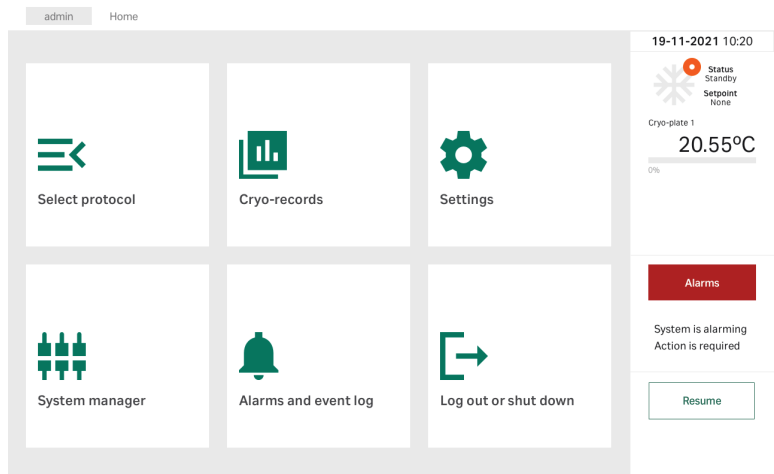 admin Home
19-11-2021 10:20
Status
Standby
Setpoint
None
Cryo-plate 1
20.55ºC
0%
Select protocol
Cryo-records
Settings
System manager
Alarms and event log
Log out or shut down
Alarms
System is alarming
Action is required
Resume